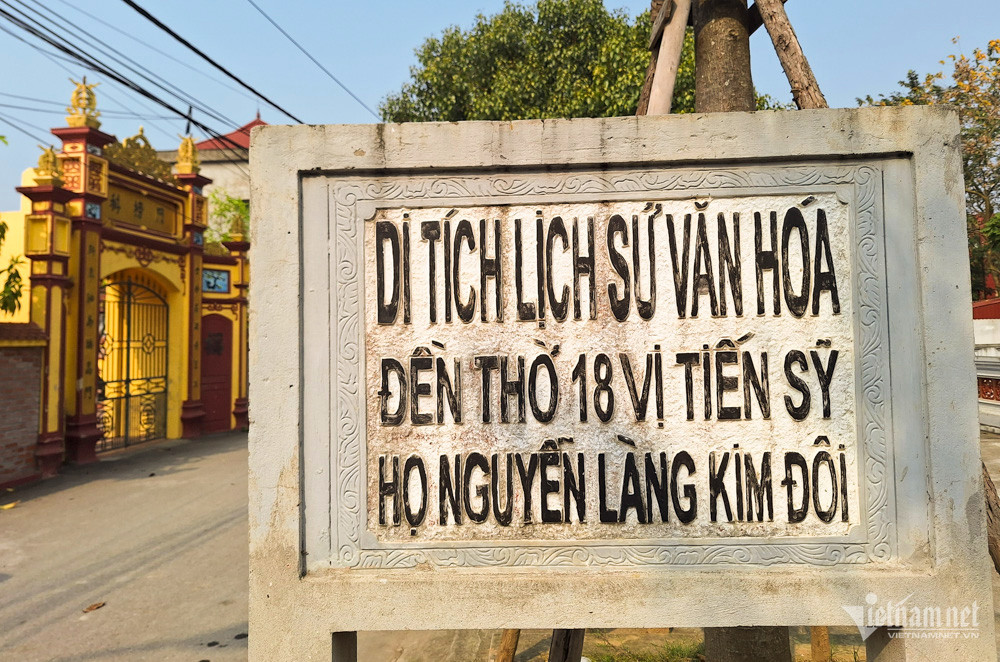 DI TÍCH LỊCH SỬ VĂN HÓA
ĐỀN THỜ 18 VỊ TIẾN SỸ
HỌ NGUYỄN LÀNG KIM ĐÔI
vietnamnet
VIETNAMNET.VN